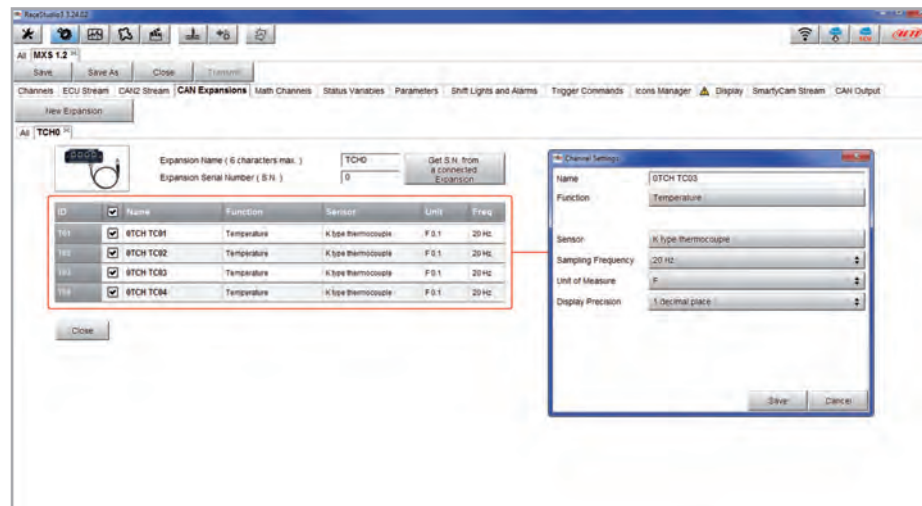 RaceStudio3 3.24.02
All MXS 1.2
Save Save As Close Transmit
Channels ECU Stream CAN2 Stream CAN Expansions Math Channels Status Variables Parameters Shift Lights and Alarms Trigger Commands Icons Manager Display SmartyCam Stream CAN Output
New Expansion
All TCH0
Expansion Name ( 6 characters max. ) TCH0
Expansion Serial Number ( S.N. ) 0
Get S.N. from
a connected
Expansion
ID Name Function Sensor Unit Freq
0TCH TC01 Temperature K type thermocouple F 0.1 20 Hz
0TCH TC02 Temperature K type thermocouple F 0.1 20 Hz
0TCH TC03 Temperature K type thermocouple F 0.1 20 Hz
0TCH TC04 Temperature K type thermocouple F 0.1 20 Hz
Close
Channel Settings
Name 0TCH TC03
Function Temperature
Sensor K type thermocouple
Sampling Frequency 20 Hz
Unit of Measure F
Display Precision 1 decimal place
Save Cancel